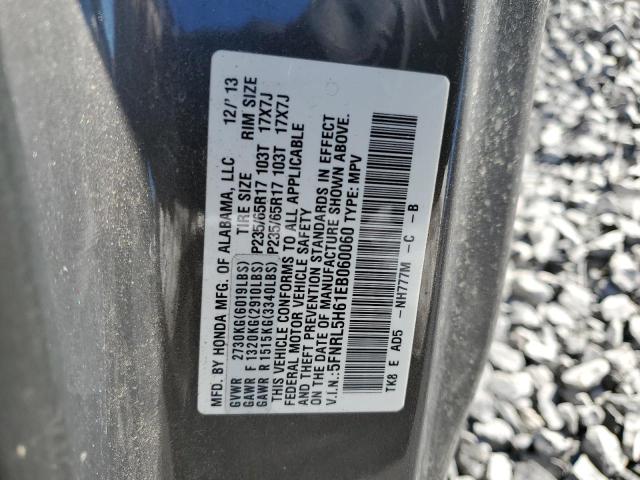 MFD. BY HONDA MFG. OF ALABAMA, LLC 12/'13
TIRE SIZE RIM SIZE
GVWR 2730KG(6019LBS)
GAWR F 1320KG(2910LBS) P235/65R17 103T 17X7J
GAWR R 1515KG(3340LBS) P235/65R17 103T 17X7J
THIS VEHICLE CONFORMS TO ALL APPLICABLE
FEDERAL MOTOR VEHICLE SAFETY
AND THEFT PREVENTION STANDARDS IN EFFECT
ON THE DATE OF MANUFACTURE SHOWN ABOVE.
V.I.N.:5FNRL5H61EB060060 TYPE: MPV
TK8 E AD5 -NH777M -C -B